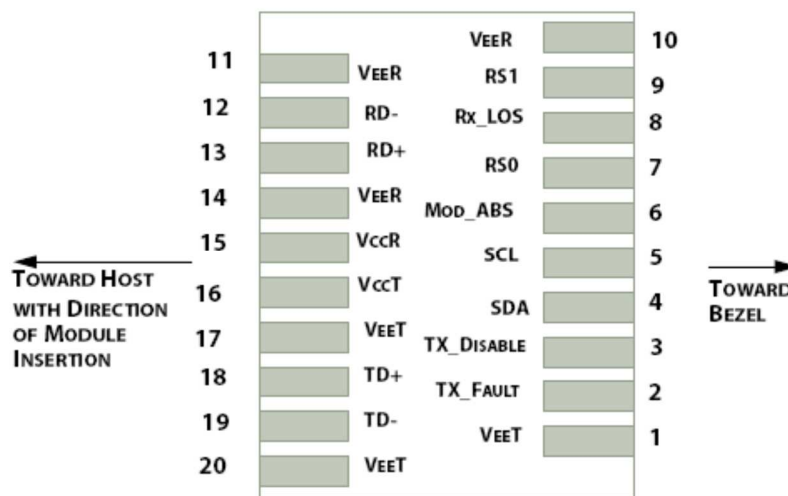 11 VEER
12 RD-
13 RD+
14 VEER
15 VCCR
16 VCCT
17 VEET
18 TD+
19 TD-
20 VEET
VEER 10
RS1 9
RX_LOS 8
RS0 7
MOD_ABS 6
SCL 5
SDA 4
TX_DISABLE 3
TX_FAULT 2
VEET 1
TOWARD HOST
WITH DIRECTION
OF MODULE
INSERTION
TOWARD
BEZEL